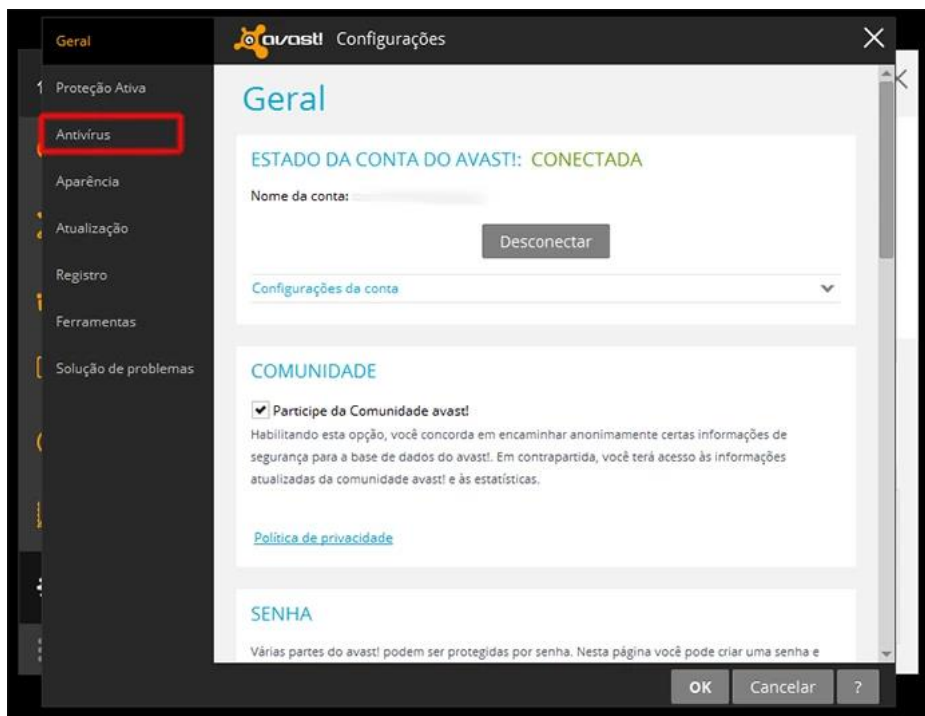 Geral
Proteção Ativa
Antivírus
Aparência
Atualização
Registro
Ferramentas
Solução de problemas
avast! Configurações
Geral
ESTADO DA CONTA DO AVAST!: CONECTADA
Nome da conta:
Desconectar
Configurações da conta
COMUNIDADE
Participe da Comunidade avast!
Habilitando esta opção, você concorda em encaminhar anonimamente certas informações de
segurança para a base de dados do avast!. Em contrapartida, você terá acesso às informações
atualizadas da comunidade avast! e às estatísticas.
Política de privacidade
SENHA
Várias partes do avast! podem ser protegidas por senha. Nesta página você pode criar uma senha e
OK Cancelar ?